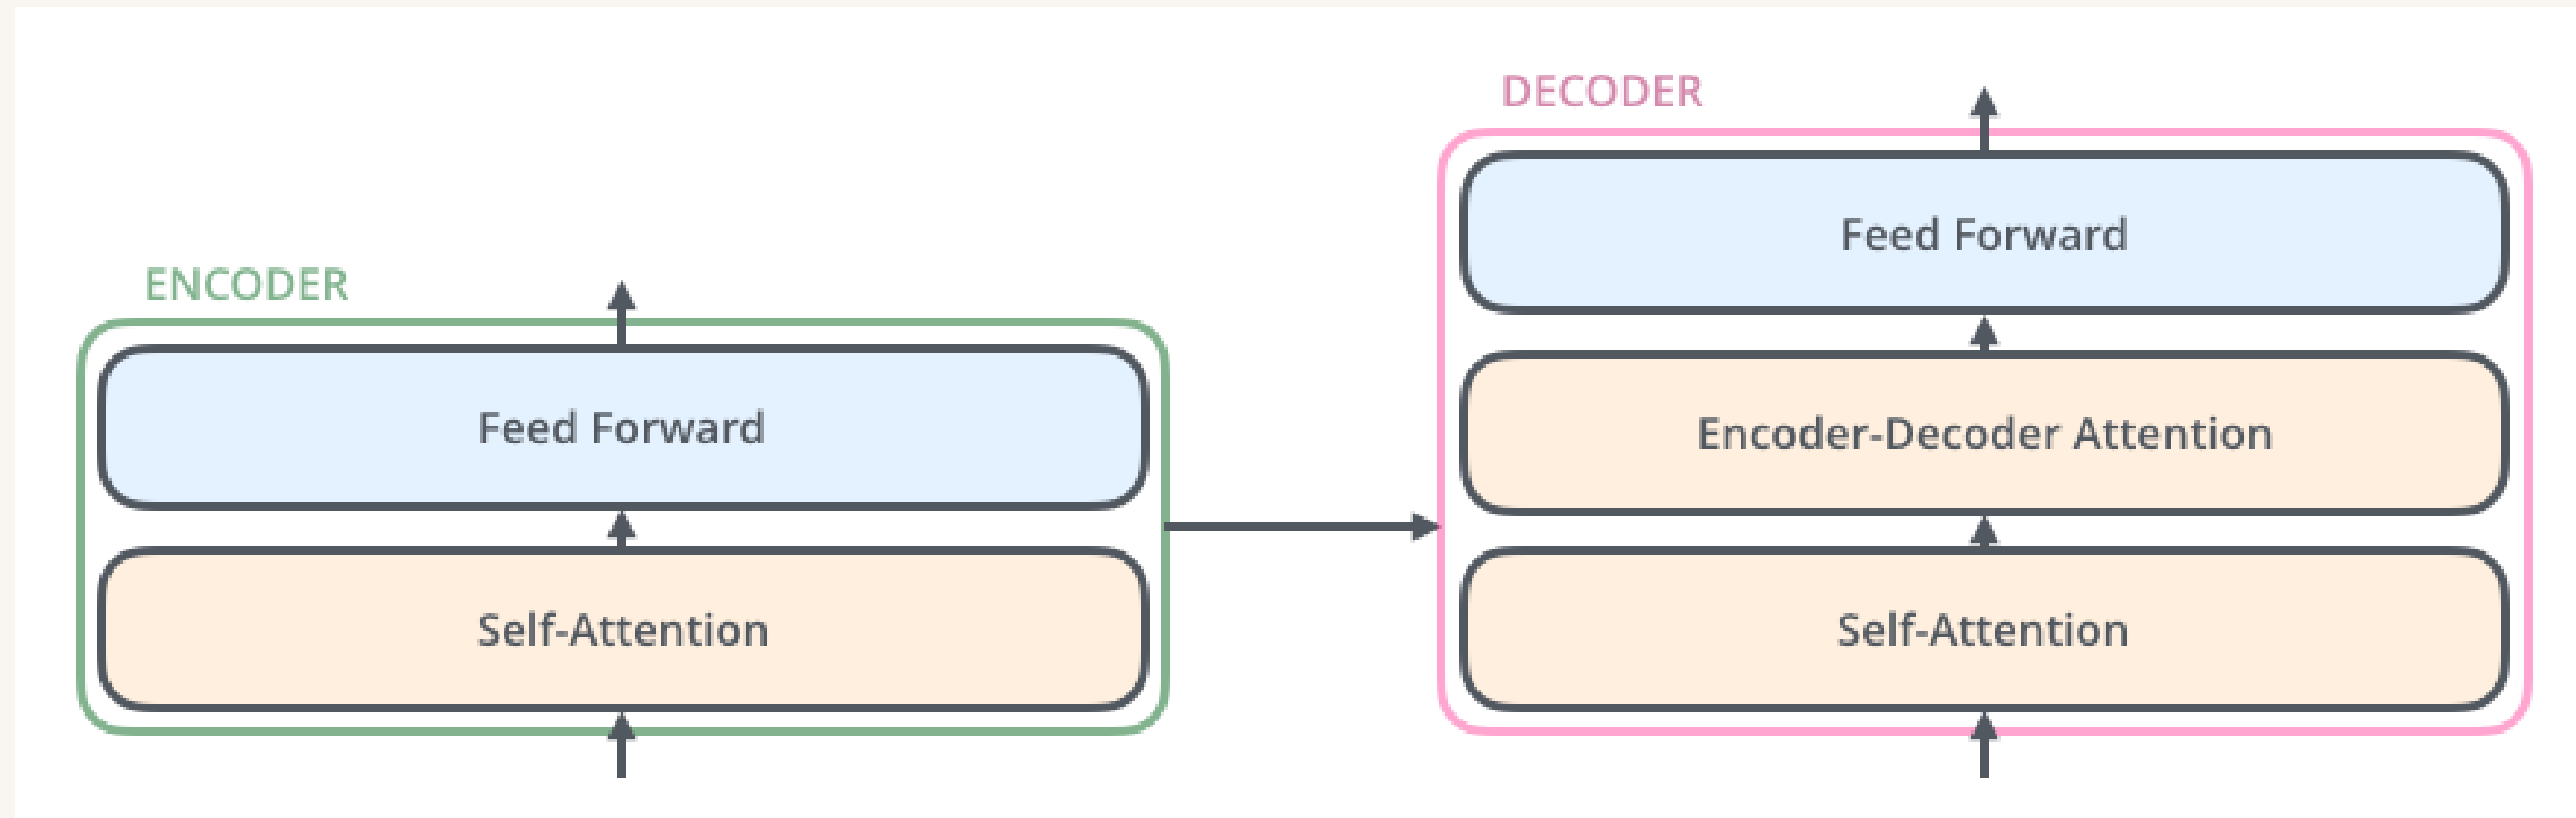 ENCODER
Feed Forward
Self-Attention
DECODER
Feed Forward
Encoder-Decoder Attention
Self-Attention